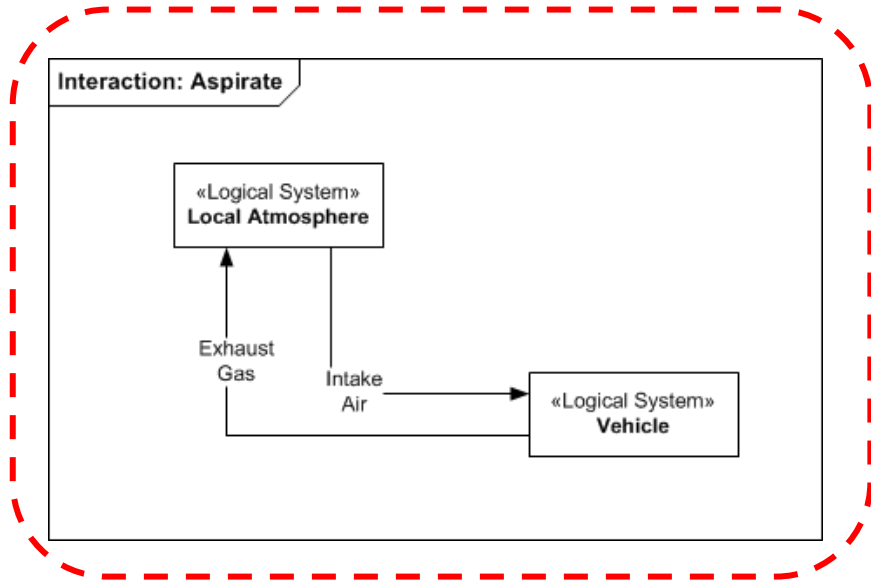 Interaction: Aspirate
«Logical System»
Local Atmosphere
Exhaust
Gas
Intake
Air
«Logical System»
Vehicle